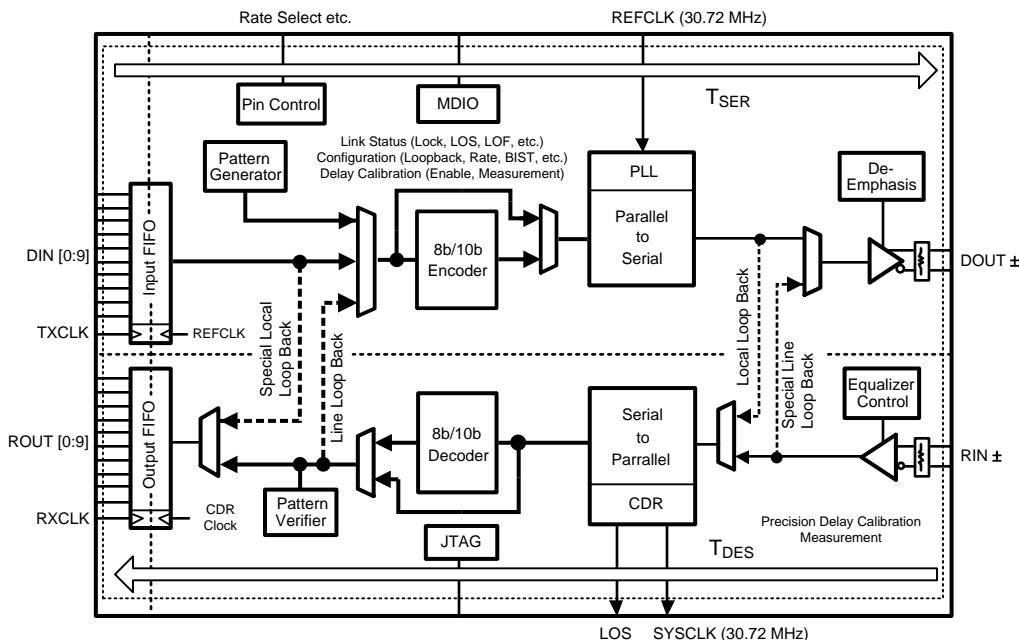 Rate Select etc.
REFCLK (30.72 MHz)
Pin Control
MDIO
TSER
Link Status (Lock, LOS, LOF, etc.)
Configuration (Loopback, Rate, BIST, etc.)
Delay Calibration (Enable, Measurement)
Pattern
Generator
PLL
Parallel
to
Serial
De-
Emphasis
DIN [0:9]
Input FIFO
8b/10b
Encoder
DOUT ±
TXCLK
REFCLK
Special Local
Loop Back
Line Loop Back
Local Loop Back
Special Line
Loop Back
Equalizer
Control
ROUT [0:9]
Output FIFO
8b/10b
Decoder
Serial
to
Parrallel
CDR
RIN ±
RXCLK
CDR
Clock
Pattern
Verifier
JTAG
Precision Delay Calibration
Measurement
TDES
LOS
SYSCLK (30.72 MHz)